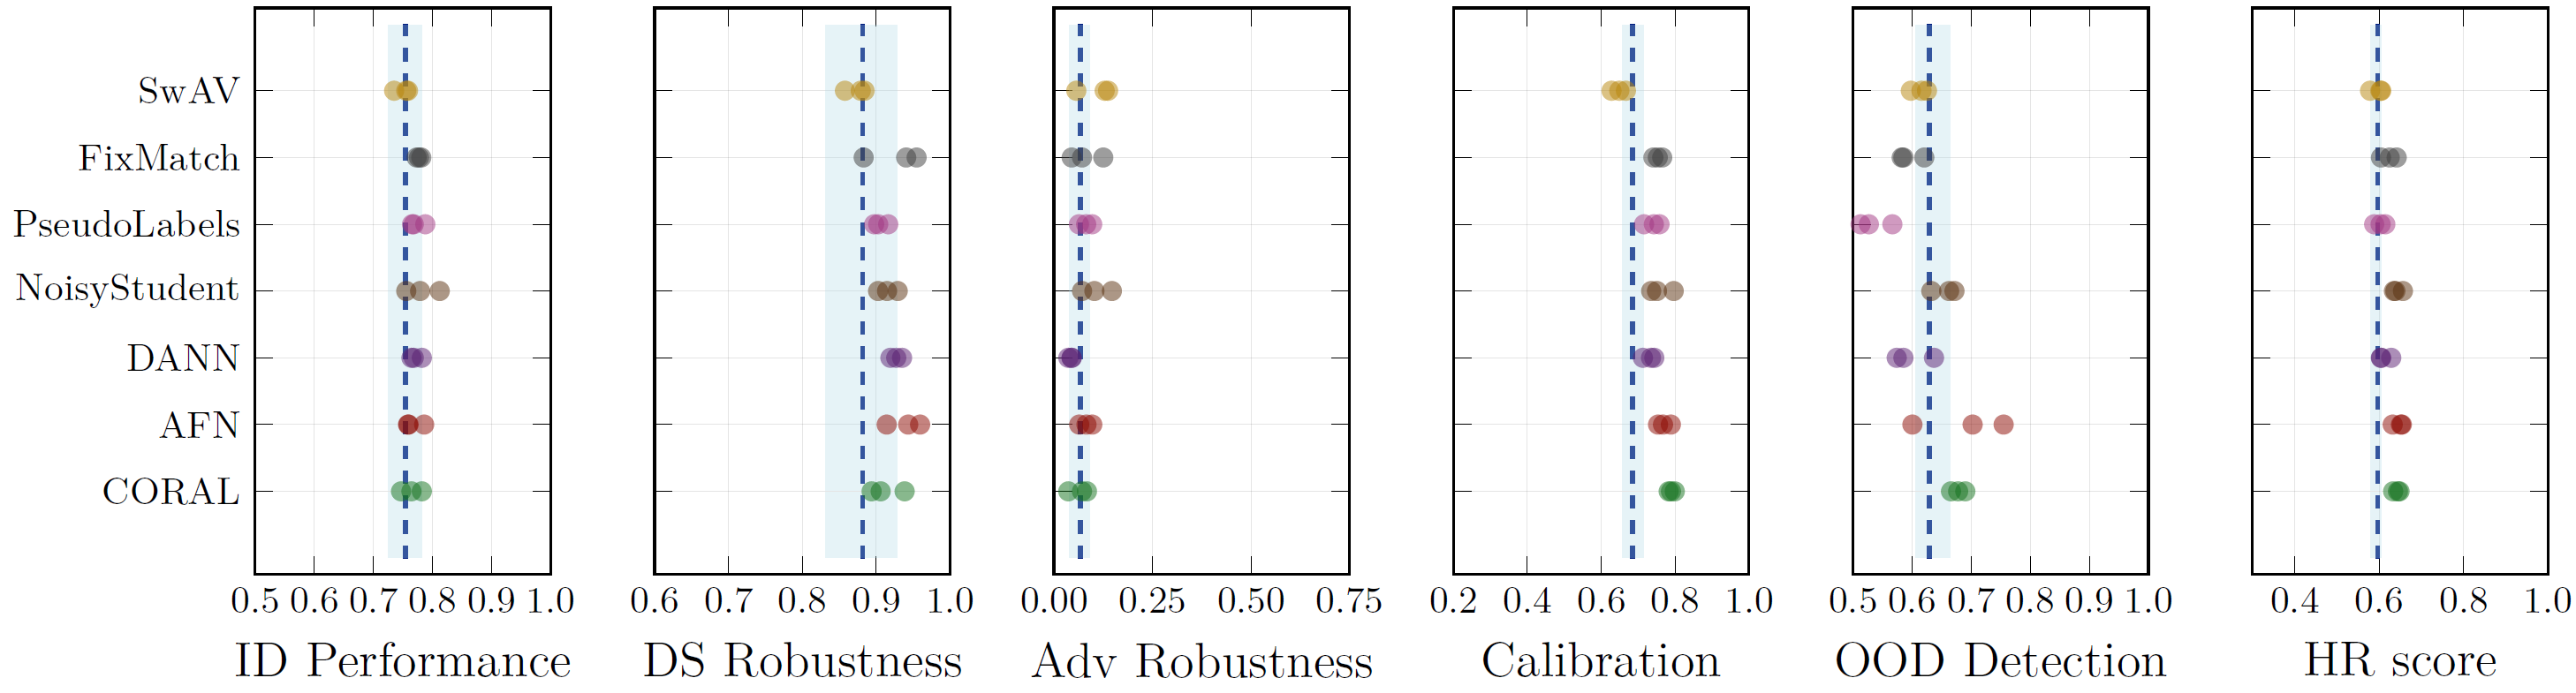 SwAV
FixMatch
PseudoLabels
NoisyStudent
DANN
AFN
CORAL
0.5 0.6 0.7 0.8 0.9 1.0
ID Performance
0.6 0.7 0.8 0.9 1.0
DS Robustness
0.00 0.25 0.50 0.75
Adv Robustness
0.2 0.4 0.6 0.8 1.0
Calibration
0.5 0.6 0.7 0.8 0.9 1.0
OOD Detection
0.4 0.6 0.8 1.0
HR score